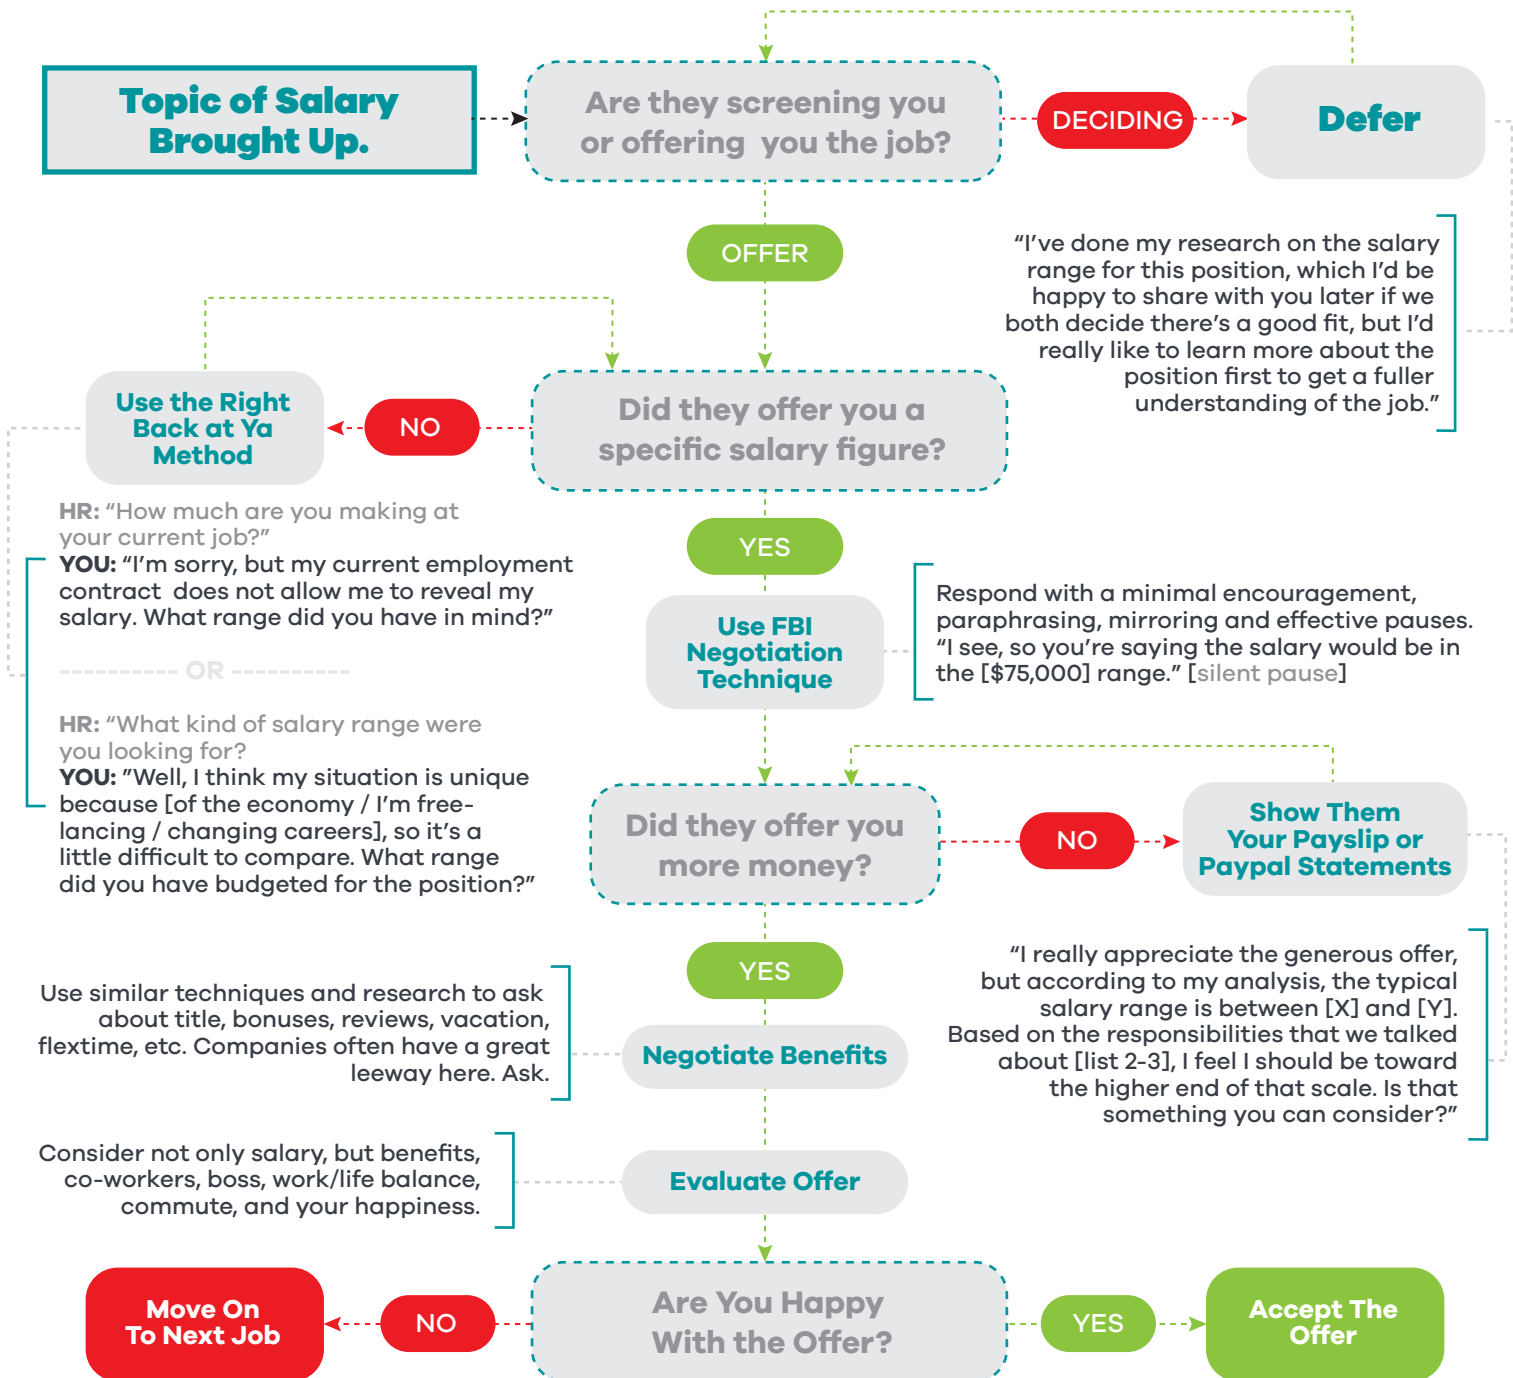 Topic of Salary
Brought Up.
Are they screening you
or offering you the job?
DECIDING
Defer
OFFER
“I’ve done my research on the salary
range for this position, which I’d be
happy to share with you later if we
both decide there’s a good fit, but I’d
really like to learn more about the
position first to get a fuller
understanding of the job.”
Did they offer you a
specific salary figure?
NO
Use the Right
Back at Ya
Method
HR: “How much are you making at
your current job?”
YOU: “I’m sorry, but my current employment
contract does not allow me to reveal my
salary. What range did you have in mind?”
----------- OR -----------
HR: “What kind of salary range were
you looking for?
YOU: ”Well, I think my situation is unique
because [of the economy / I’m free-
lancing / changing careers], so it’s a
little difficult to compare. What range
did you have budgeted for the position?”
YES
Use FBI
Negotiation
Technique
Respond with a minimal encouragement,
paraphrasing, mirroring and effective pauses.
“I see, so you’re saying the salary would be in
the [$75,000] range.” [silent pause]
Did they offer you
more money?
NO
Show Them
Your Payslip or
Paypal Statements
“I really appreciate the generous offer,
but according to my analysis, the typical
salary range is between [X] and [Y].
Based on the responsibilities that we talked
about [list 2-3], I feel I should be toward
the higher end of that scale. Is that
something you can consider?”
YES
Negotiate Benefits
Use similar techniques and research to ask
about title, bonuses, reviews, vacation,
flextime, etc. Companies often have a great
leeway here. Ask.
Evaluate Offer
Consider not only salary, but benefits,
co-workers, boss, work/life balance,
commute, and your happiness.
Are You Happy
With the Offer?
NO
Move On
To Next Job
YES
Accept The
Offer